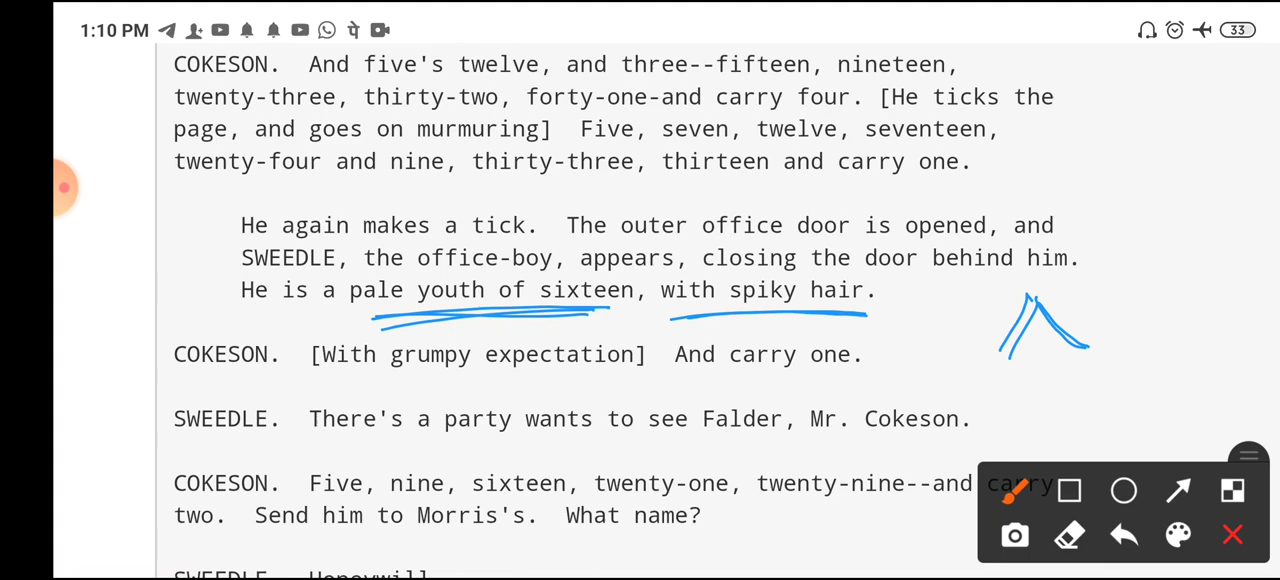 1:10 PM
33
COKESON. And five's twelve, and three--fifteen, nineteen,
twenty-three, thirty-two, forty-one-and carry four. [He ticks the
page, and goes on murmuring] Five, seven, twelve, seventeen,
twenty-four and nine, thirty-three, thirteen and carry one.
He again makes a tick. The outer office door is opened, and
SWEEDLE, the office-boy, appears, closing the door behind him.
He is a pale youth of sixteen, with spiky hair.
COKESON. [With grumpy expectation] And carry one.
SWEEDLE. There's a party wants to see Falder, Mr. Cokeson.
COKESON. Five, nine, sixteen, twenty-one, twenty-nine--and carry
two. Send him to Morris's. What name?
SWEEDLE. Honeywill